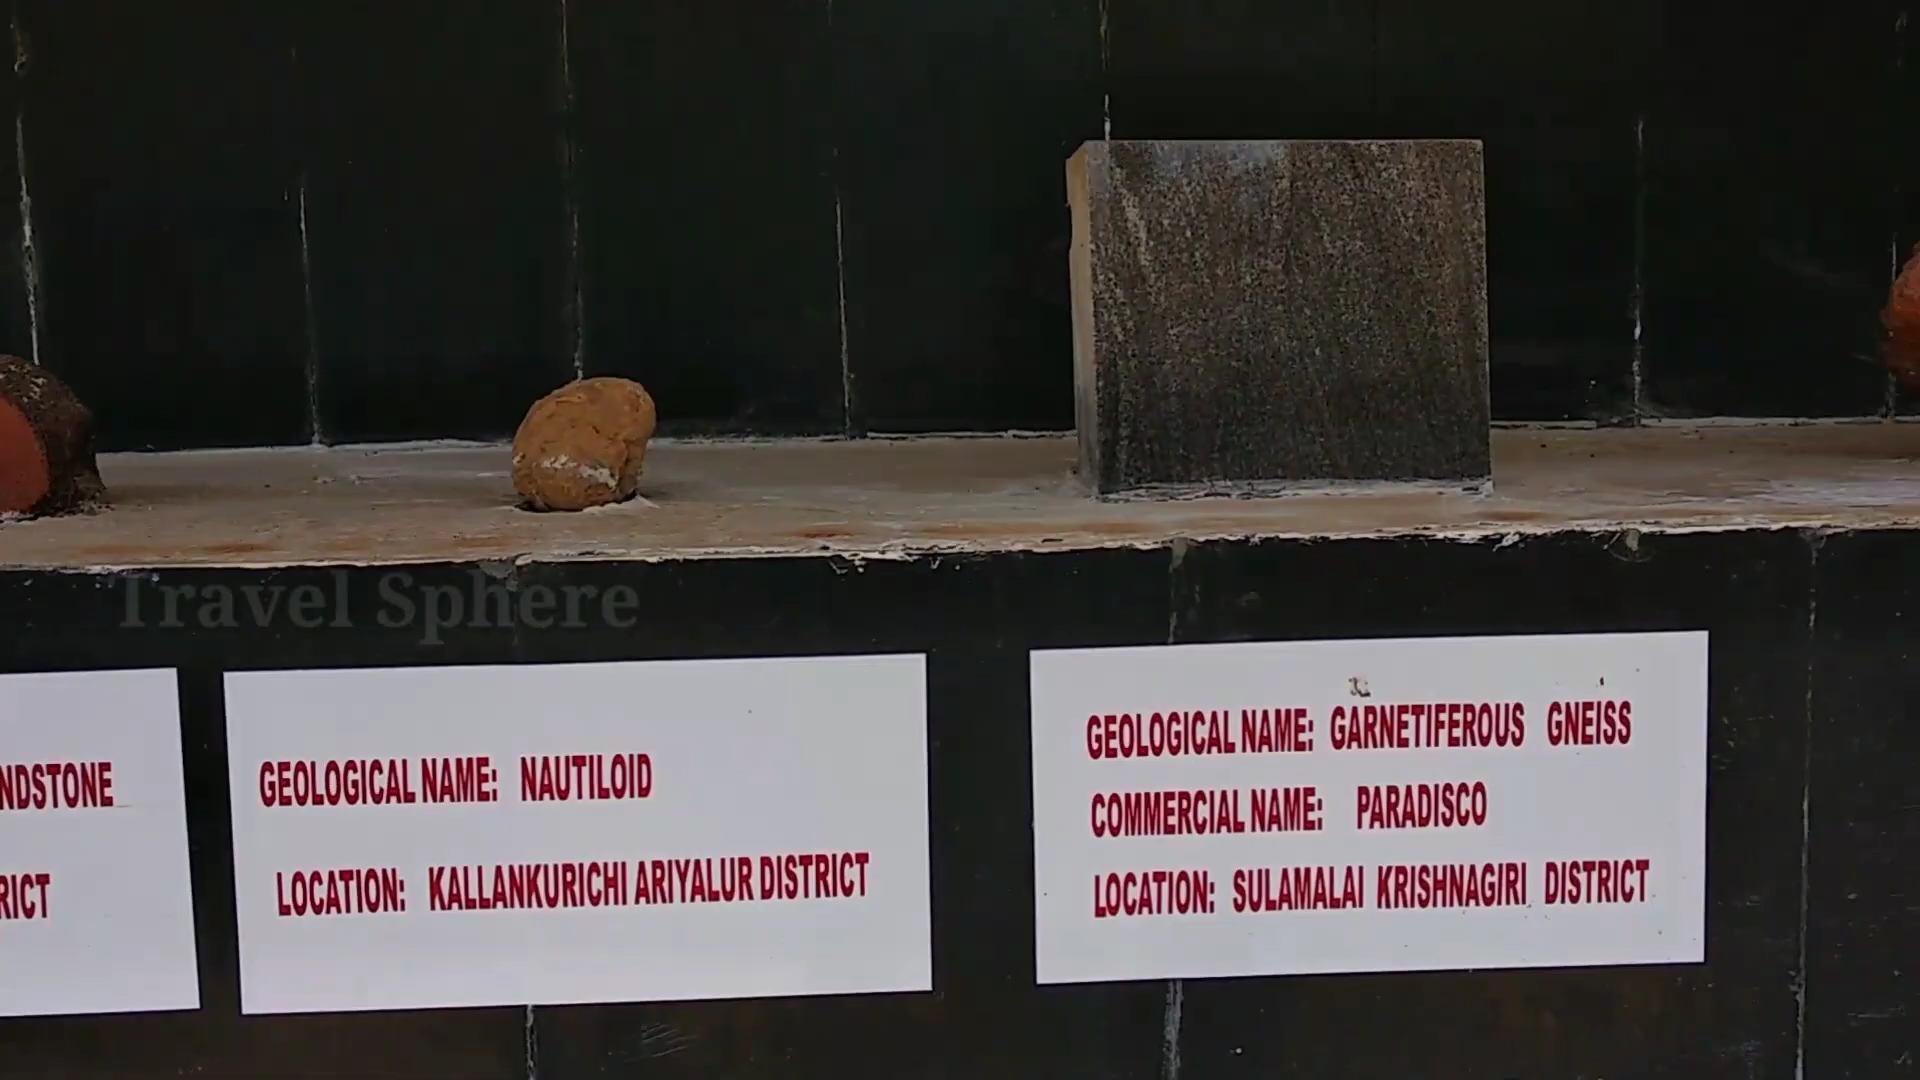 Travel Sphere
NDSTONE
RICT
GEOLOGICAL NAME: NAUTILOID
LOCATION: KALLANKURICHI ARIYALUR DISTRICT
GEOLOGICAL NAME: GARNETIFEROUS GNEISS
COMMERCIAL NAME: PARADISCO
LOCATION: SULAMALAI KRISHNAGIRI DISTRICT